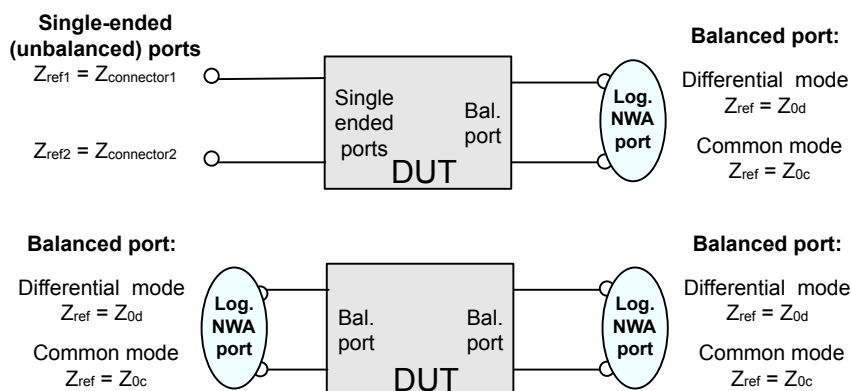 Single-ended
(unbalanced) ports
Zref1 = Zconnector1
Zref2 = Zconnector2
Single
ended
ports
Bal.
port
DUT
Log.
NWA
port
Balanced port:
Differential mode
Zref = Z0d
Common mode
Zref = Z0c
Balanced port:
Differential mode
Zref = Z0d
Common mode
Zref = Z0c
Log.
NWA
port
Bal.
port
Bal.
port
DUT
Log.
NWA
port
Balanced port:
Differential mode
Zref = Z0d
Common mode
Zref = Z0c